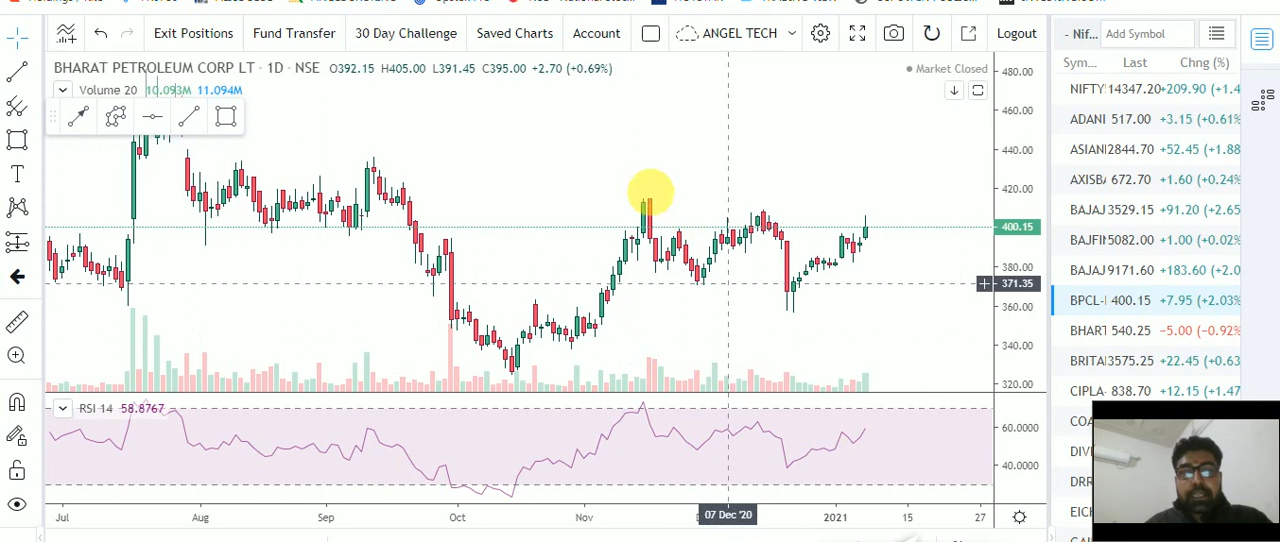 Exit Positions Fund Transfer 30 Day Challenge Saved Charts Account ANGEL TECH Logout
Nif... Add Symbol
BHARAT PETROLEUM CORP LT · 1D · NSE O392.15 H405.00 L391.45 C395.00 +2.70 (+0.69%)
Market Closed
Volume 20 10.093M 11.094M
Sym... Last Chng (%)
NIFTY 14347.20 +209.90 (+1.4
ADANI 517.00 +3.15 (+0.61%
ASIANI 2844.70 +52.45 (+1.88
AXISBA 672.70 +1.60 (+0.24%
BAJAJ 3529.15 +91.20 (+2.65
BAJFI 5082.00 +1.00 (+0.02%
BAJAJ 9171.60 +183.60 (+2.0
BPCL-I 400.15 +7.95 (+2.03%
BHART 540.25 −5.00 (−0.92%
BRITA 3575.25 +22.45 (+0.63
CIPLA- 838.70 +12.15 (+1.47
COA
DIVI
DRR
EICH
480.00
460.00
440.00
420.00
400.15
380.00
371.35
360.00
340.00
320.00
RSI 14 58.8767
60.0000
40.0000
Jul Aug Sep Oct Nov 07 Dec '20 2021 15 27